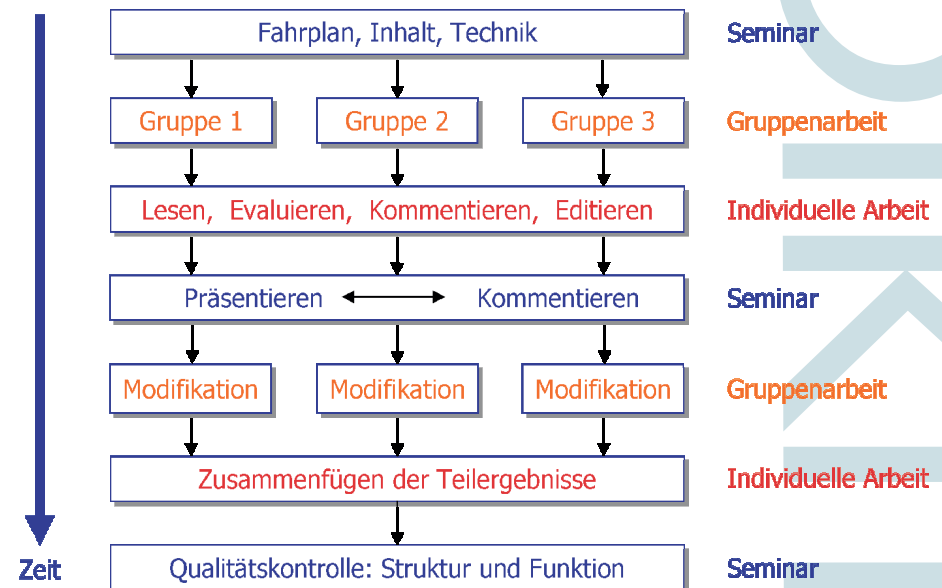 Fahrplan, Inhalt, Technik Seminar
Gruppe 1 Gruppe 2 Gruppe 3 Gruppenarbeit
Lesen, Evaluieren, Kommentieren, Editieren Individuelle Arbeit
Präsentieren Kommentieren Seminar
Modifikation Modifikation Modifikation Gruppenarbeit
Zusammenfügen der Teilergebnisse Individuelle Arbeit
Zeit Qualitätskontrolle: Struktur und Funktion Seminar